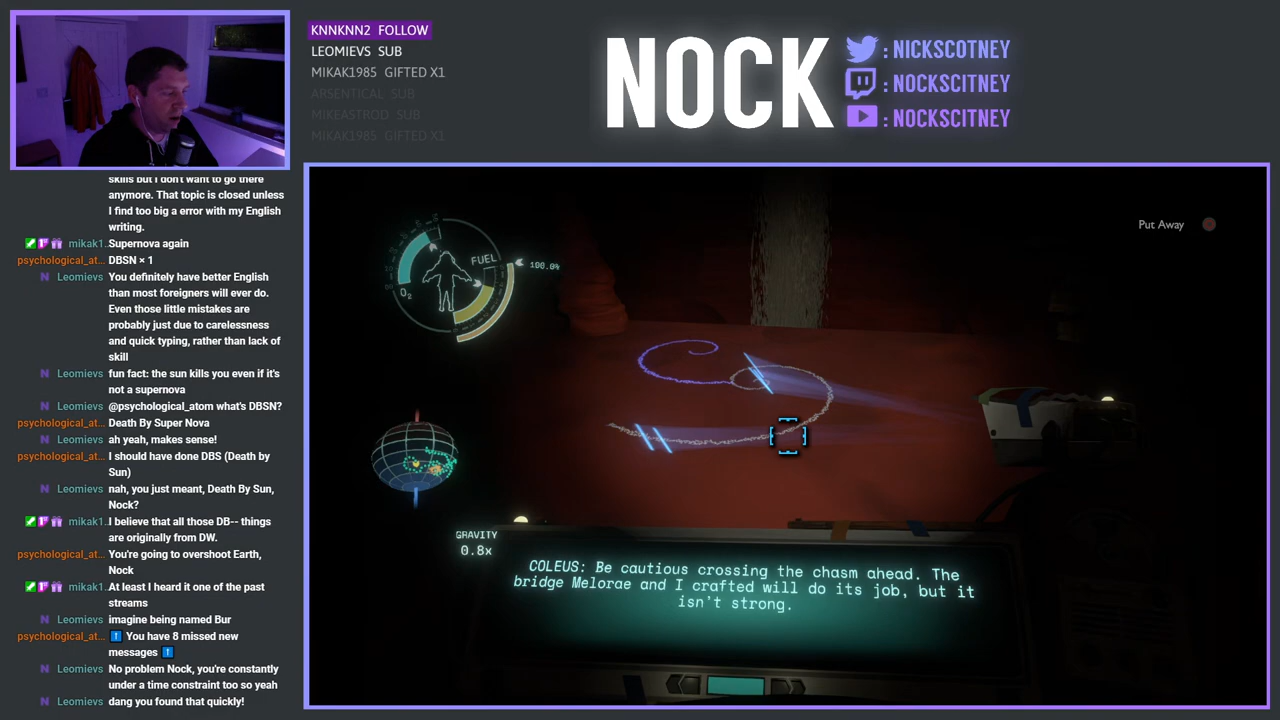 KNNKNN2 FOLLOW
LEOMIEVS SUB
MIKAK1985 GIFTED X1
ARSENTICAL SUB
MIKEASTROD SUB
MIKAK1985 GIFTED X1
NOCK
: NICKSCOTNEY
: NOCKSCITNEY
: NOCKSCITNEY
skills but I don't want to go there
anymore. That topic is closed unless
I find too big a error with my English
writing.
mikak1... Supernova again
psychological_at... DBSN × 1
Leomievs You definitely have better English
than most foreigners will ever do.
Even those little mistakes are
probably just due to carelessness
and quick typing, rather than lack of
skill
Leomievs fun fact: the sun kills you even if it's
not a supernova
Leomievs @psychological_atom what's DBSN?
psychological_at... Death By Super Nova
Leomievs ah yeah, makes sense!
psychological_at... I should have done DBS (Death by
Sun)
Leomievs nah, you just meant, Death By Sun,
Nock?
mikak1... I believe that all those DB-- things
are originally from DW.
psychological_at... You're going to overshoot Earth,
Nock
mikak1... At least I heard it one of the past
streams
Leomievs imagine being named Bur
psychological_at... ⬆️ You have 8 missed new
messages ⬆️
Leomievs No problem Nock, you're constantly
under a time constraint too so yeah
Leomievs dang you found that quickly!
Put Away
FUEL
100.0%
O₂
GRAVITY
0.8x
COLEUS: Be cautious crossing the chasm ahead. The
bridge Melorae and I crafted will do its job, but it
isn't strong.